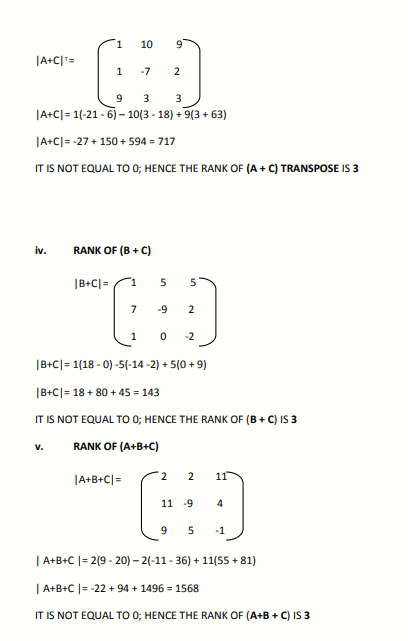 1 10 9
|A+C|ᵀ=
1 -7 2
9 3 3
|A+C|= 1(-21 - 6) – 10(3 - 18) + 9(3 + 63)
|A+C|= -27 + 150 + 594 = 717
IT IS NOT EQUAL TO 0; HENCE THE RANK OF (A + C) TRANSPOSE IS 3
iv. RANK OF (B + C)
|B+C|= 1 5 5
7 -9 2
1 0 -2
|B+C|= 1(18 - 0) -5(-14 -2) + 5(0 + 9)
|B+C|= 18 + 80 + 45 = 143
IT IS NOT EQUAL TO 0; HENCE THE RANK OF (B + C) IS 3
v. RANK OF (A+B+C)
|A+B+C|= 2 2 11
11 -9 4
9 5 -1
| A+B+C |= 2(9 - 20) – 2(-11 - 36) + 11(55 + 81)
| A+B+C |= -22 + 94 + 1496 = 1568
IT IS NOT EQUAL TO 0; HENCE THE RANK OF (A+B + C) IS 3